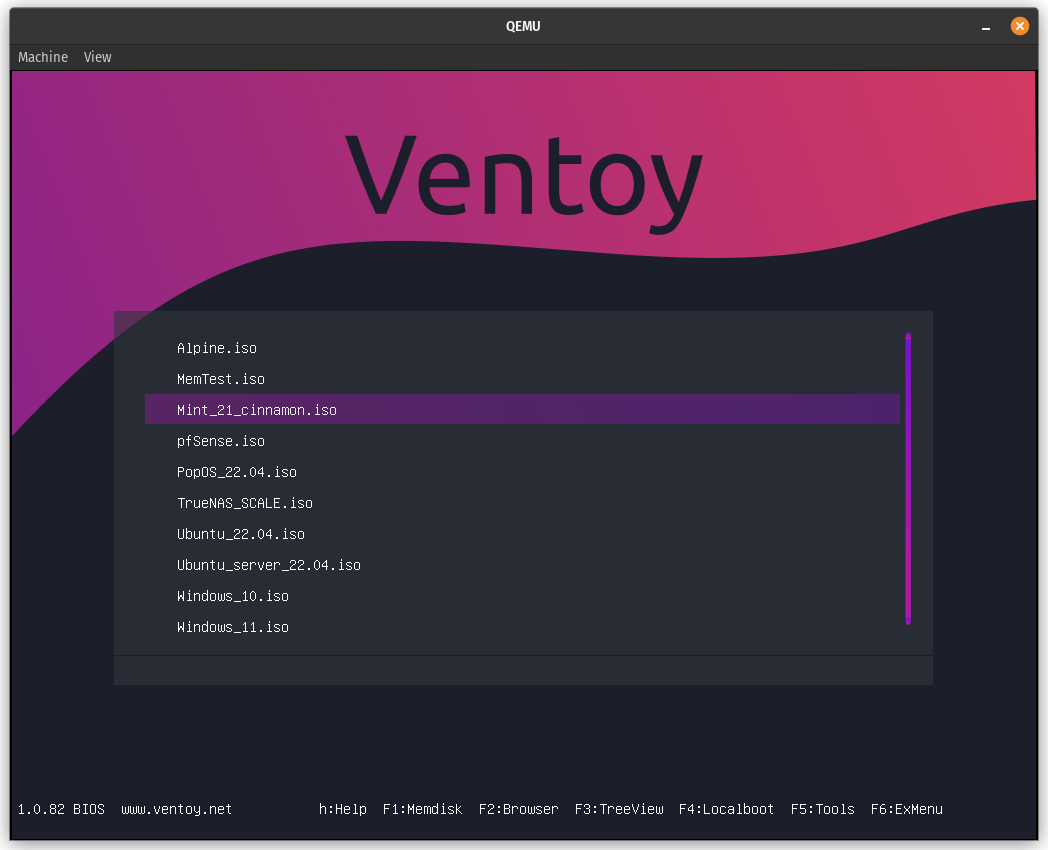 QEMU
Machine View
Ventoy
Alpine.iso
MemTest.iso
Mint_21_cinnamon.iso
pfSense.iso
PopOS_22.04.iso
TrueNAS_SCALE.iso
Ubuntu_22.04.iso
Ubuntu_server_22.04.iso
Windows_10.iso
Windows_11.iso
1.0.82 BIOS www.ventoy.net h:Help F1:Memdisk F2:Browser F3:TreeView F4:Localboot F5:Tools F6:ExMenu